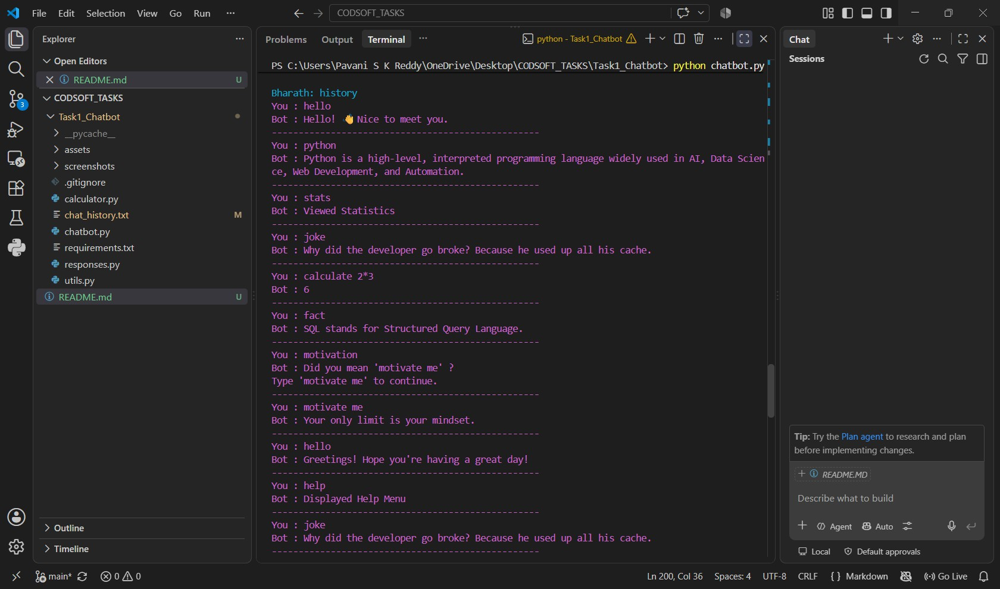 File Edit Selection View Go Run ···
CODSOFT_TASKS
Explorer
Open Editors
README.md U
CODSOFT_TASKS
Task1_Chatbot
__pycache__
assets
screenshots
.gitignore
calculator.py
chat_history.txt M
chatbot.py
requirements.txt
responses.py
utils.py
README.md U
Outline
Timeline
3
Problems Output Terminal ···
python - Task1_Chatbot
PS C:\Users\Pavani S K Reddy\OneDrive\Desktop\CODSOFT_TASKS\Task1_Chatbot> python chatbot.py
Bharath: history
You : hello
Bot : Hello! 👋 Nice to meet you.
--------------------------------------------------
You : python
Bot : Python is a high-level, interpreted programming language widely used in AI, Data Scien
ce, Web Development, and Automation.
--------------------------------------------------
You : stats
Bot : Viewed Statistics
--------------------------------------------------
You : joke
Bot : Why did the developer go broke? Because he used up all his cache.
--------------------------------------------------
You : calculate 2*3
Bot : 6
--------------------------------------------------
You : fact
Bot : SQL stands for Structured Query Language.
--------------------------------------------------
You : motivation
Bot : Did you mean 'motivate me' ?
Type 'motivate me' to continue.
--------------------------------------------------
You : motivate me
Bot : Your only limit is your mindset.
--------------------------------------------------
You : hello
Bot : Greetings! Hope you're having a great day!
--------------------------------------------------
You : help
Bot : Displayed Help Menu
--------------------------------------------------
You : joke
Bot : Why did the developer go broke? Because he used up all his cache.
--------------------------------------------------
Chat
Sessions
Tip: Try the Plan agent to research and plan
before implementing changes.
README.MD
Describe what to build
Agent Auto
Local Default approvals
main* 0 0
Ln 200, Col 36 Spaces: 4 UTF-8 CRLF { } Markdown Go Live